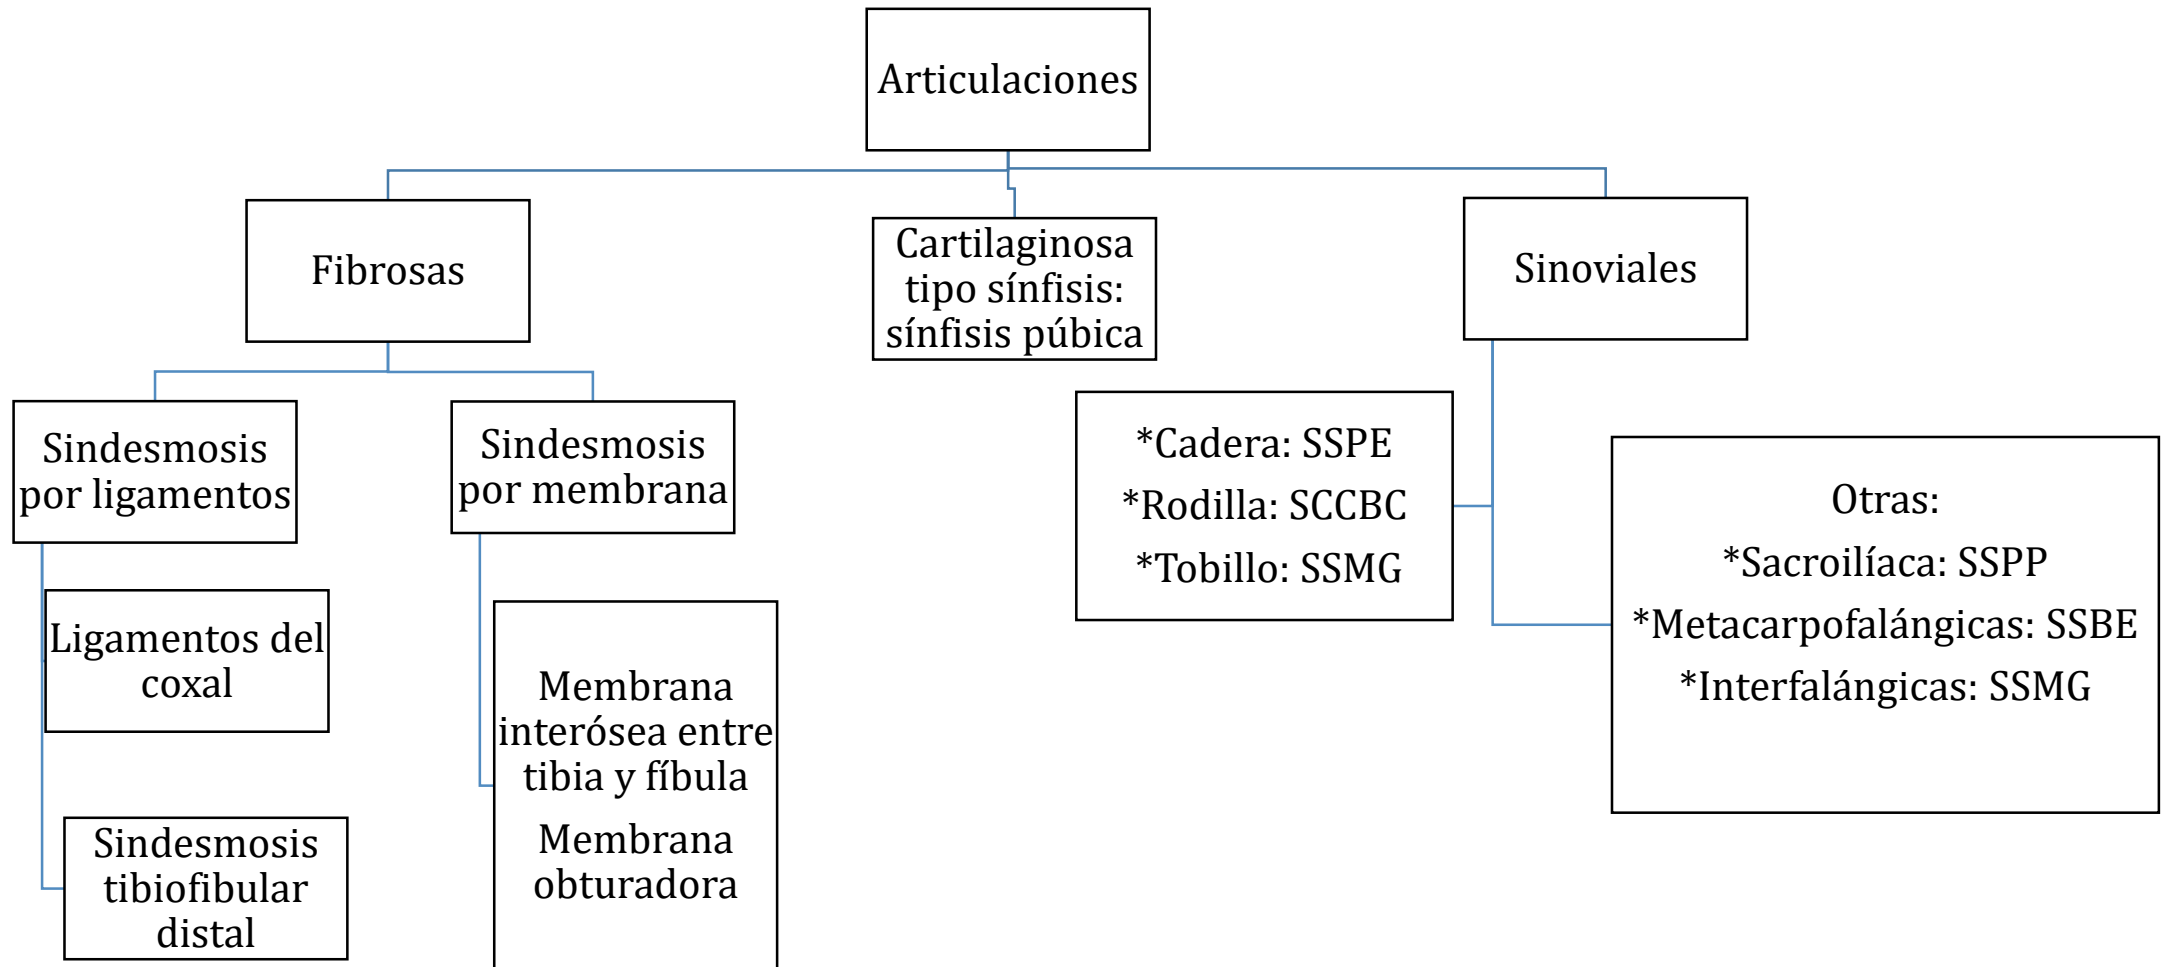 Articulaciones
Fibrosas
Cartilaginosa
tipo sínfisis:
sínfisis púbica
Sinoviales
Sindesmosis
por ligamentos
Sindesmosis
por membrana
Ligamentos del
coxal
Sindesmosis
tibiofibular
distal
Membrana
interósea entre
tibia y fíbula
Membrana
obturadora
*Cadera: SSPE
*Rodilla: SCCBC
*Tobillo: SSMG
Otras:
*Sacroilíaca: SSPP
*Metacarpofalángicas: SSBE
*Interfalángicas: SSMG